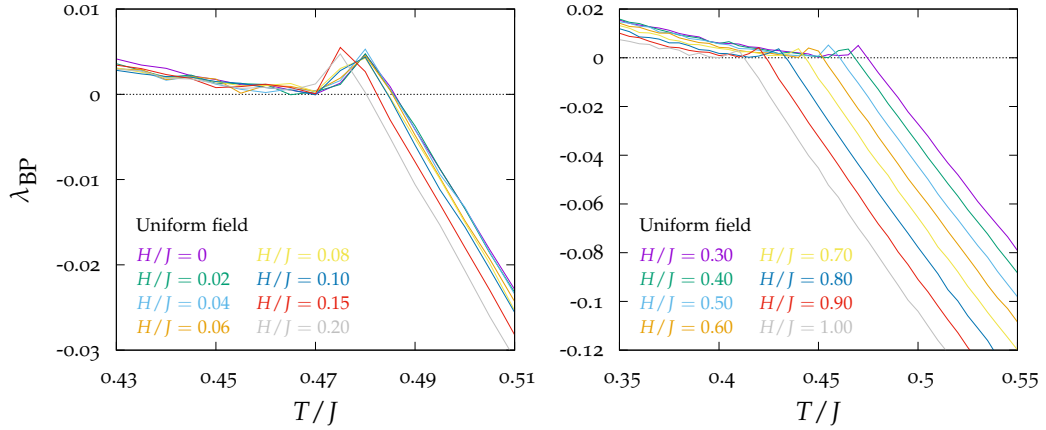 0.01
0
-0.01
-0.02
-0.03
λBP
Uniform field
H/J = 0
H/J = 0.08
H/J = 0.02
H/J = 0.10
H/J = 0.04
H/J = 0.15
H/J = 0.06
H/J = 0.20
0.43 0.45 0.47 0.49 0.51
T/J
0.02
0
-0.02
-0.04
-0.06
-0.08
-0.1
-0.12
Uniform field
H/J = 0.30
H/J = 0.70
H/J = 0.40
H/J = 0.80
H/J = 0.50
H/J = 0.90
H/J = 0.60
H/J = 1.00
0.35 0.4 0.45 0.5 0.55
T/J